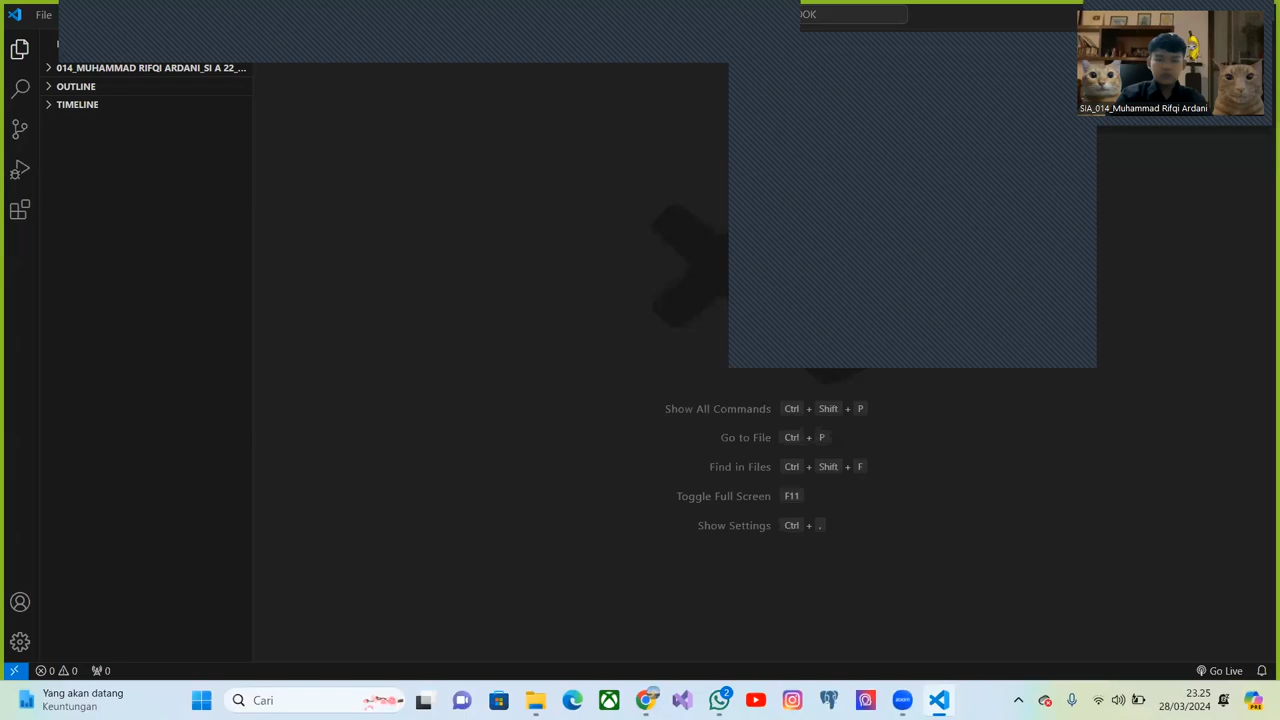 File
OOK
SIA_014_Muhammad Rifqi Ardani
014_MUHAMMAD RIFQI ARDANI_SI A 22_...
OUTLINE
TIMELINE
Show All Commands Ctrl + Shift + P
Go to File Ctrl + P
Find in Files Ctrl + Shift + F
Toggle Full Screen F11
Show Settings Ctrl + ,
0 0 0
Go Live
Yang akan datang
Keuntungan
Cari
2
23.25
28/03/2024
PRE